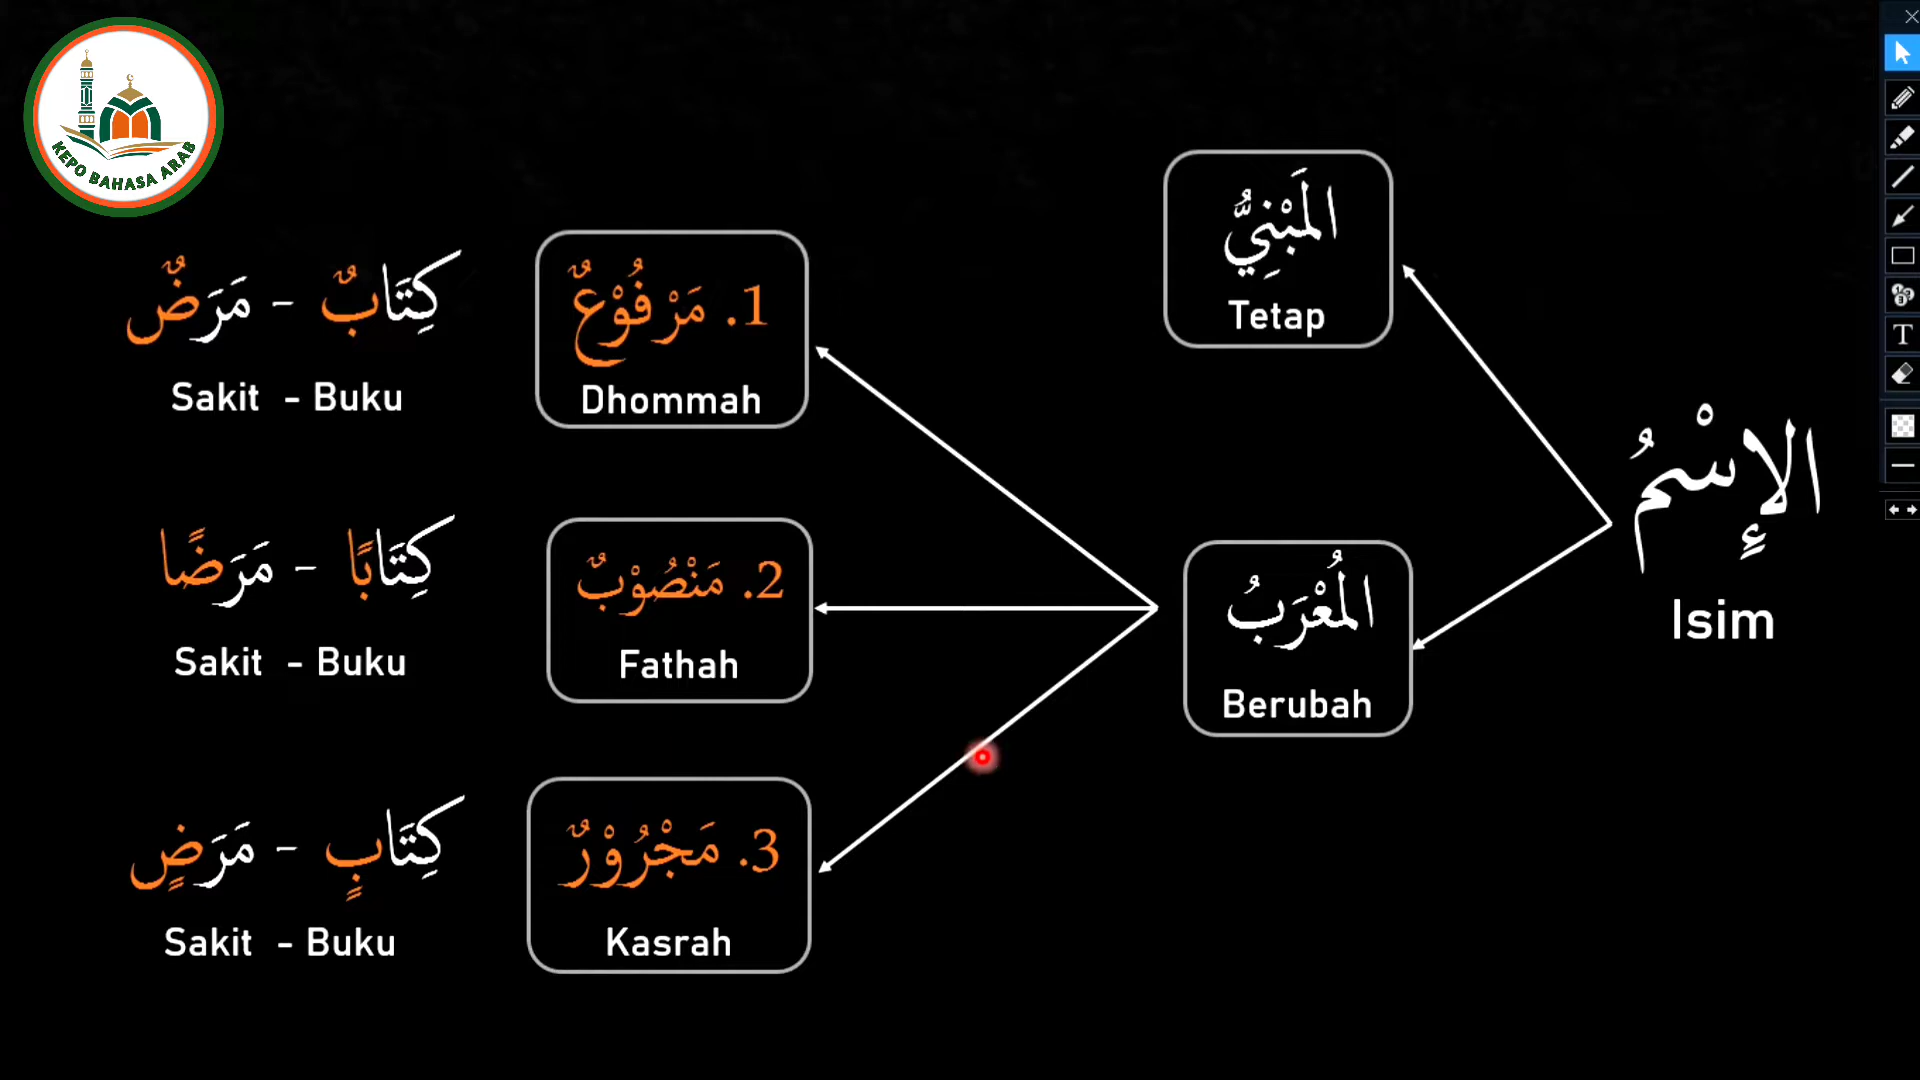 KEPO BAHASA ARAB
الإِسْمُ
Isim
المَبْنِيُّ
Tetap
المُعْرَبُ
Berubah
1. مَرْفُوْعٌ
Dhommah
كِتَابٌ - مَرَضٌ
Sakit - Buku
2. مَنْصُوْبٌ
Fathah
كِتَابًا - مَرَضًا
Sakit - Buku
3. مَجْرُوْرٌ
Kasrah
كِتَابٍ - مَرَضٍ
Sakit - Buku
T